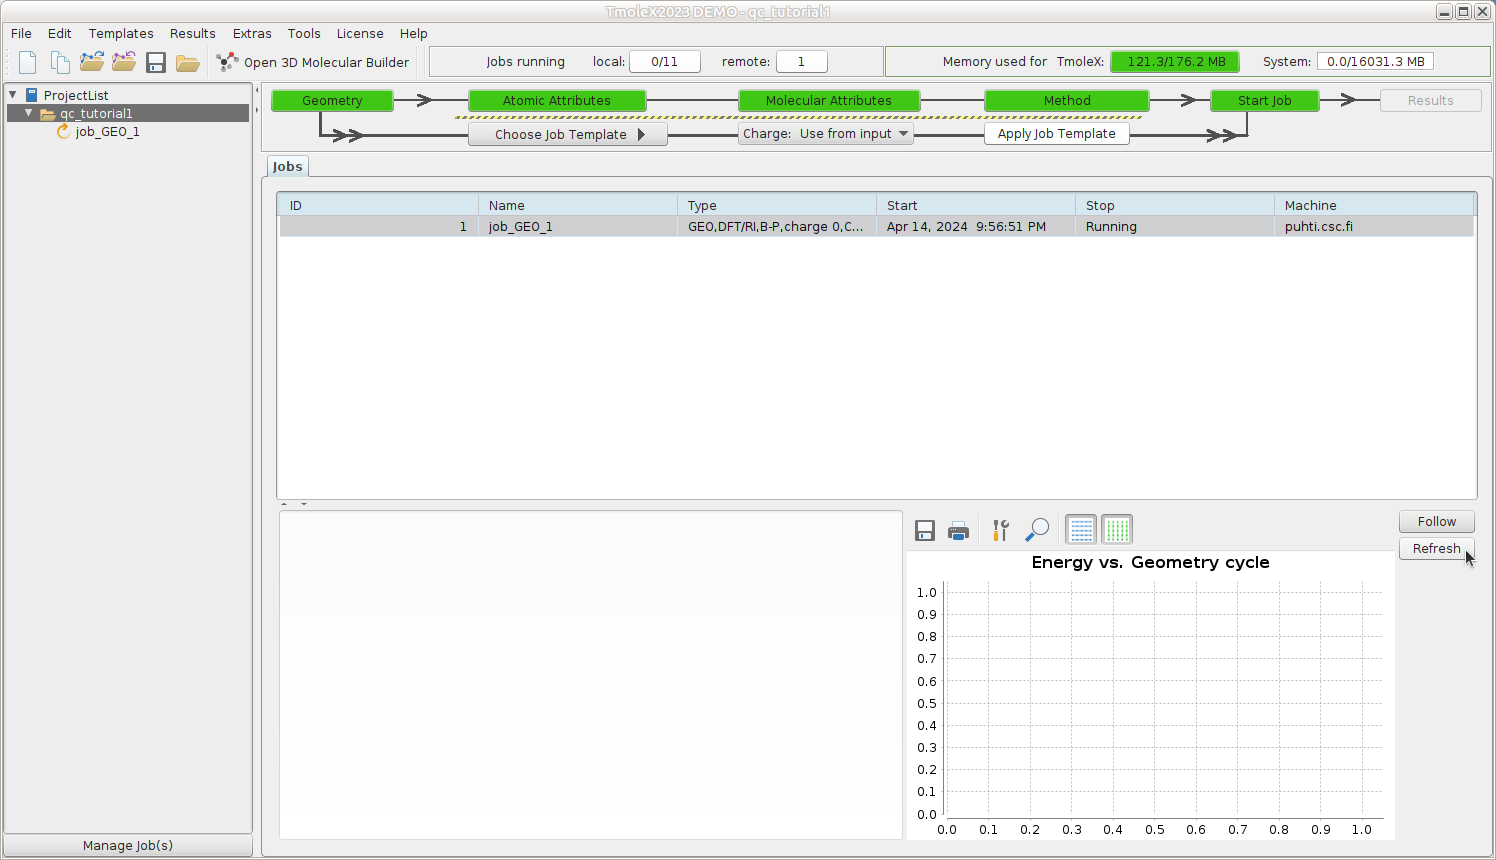 TmoleX2023 DEMO - qc_tutorial1
File Edit Templates Results Extras Tools License Help
Open 3D Molecular Builder Jobs running local: 0/11 remote: 1 Memory used for TmoleX: 121.3/176.2 MB System: 0.0/16031.3 MB
ProjectList
qc_tutorial1
job_GEO_1
Manage Job(s)
Geometry Atomic Attributes Molecular Attributes Method Start Job Results
Choose Job Template Charge: Use from input Apply Job Template
Jobs
ID Name Type Start Stop Machine
1 job_GEO_1 GEO,DFT/RI,B-P,charge 0,C... Apr 14, 2024 9:56:51 PM Running puhti.csc.fi
Follow
Refresh
Energy vs. Geometry cycle
1.0
0.9
0.8
0.7
0.6
0.5
0.4
0.3
0.2
0.1
0.0
0.0 0.1 0.2 0.3 0.4 0.5 0.6 0.7 0.8 0.9 1.0